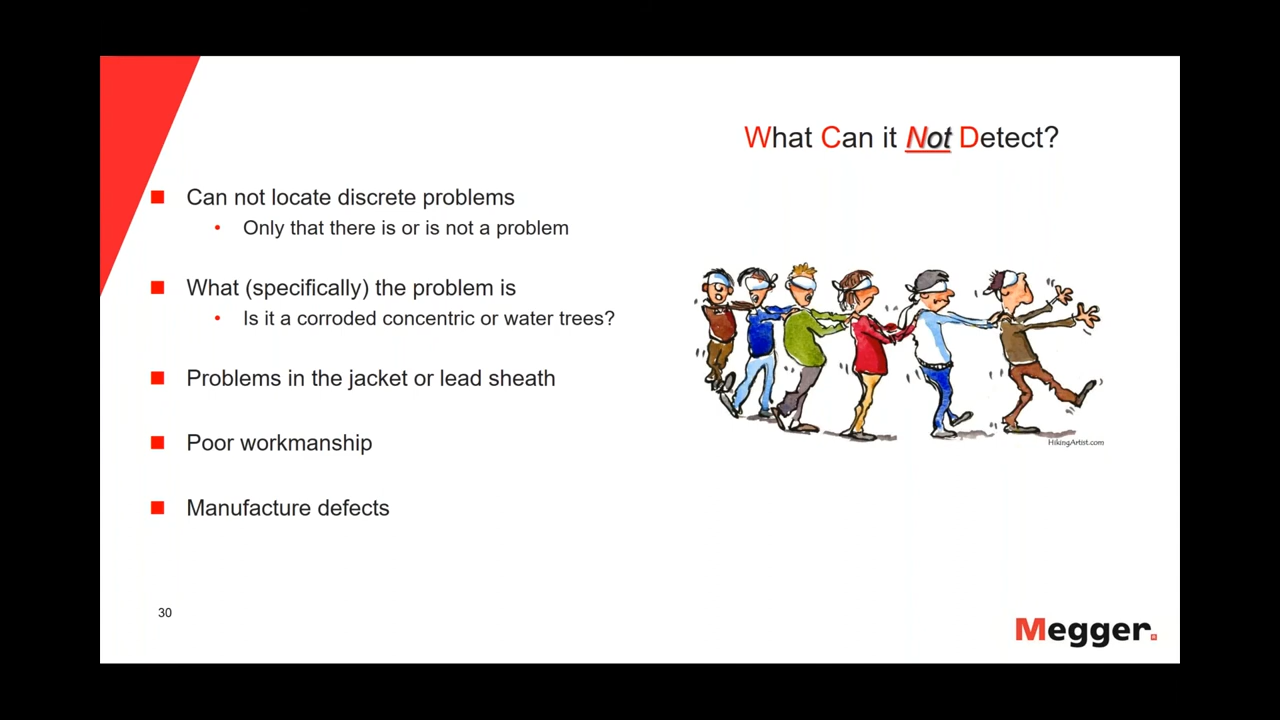 What Can it Not Detect?
Can not locate discrete problems
Only that there is or is not a problem
What (specifically) the problem is
Is it a corroded concentric or water trees?
Problems in the jacket or lead sheath
Poor workmanship
Manufacture defects
HikingArtist.com
30
Megger.